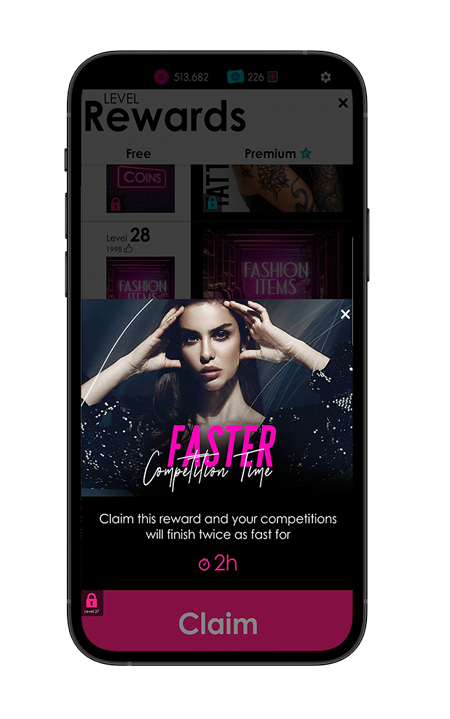 513.682
226
LEVEL
Rewards
Free
Premium
COINS
TATT
Level 28
1998
FASHION
ITEMS
FASHION
ITEMS
FASTER
Competition Time
Claim this reward and your competitions
will finish twice as fast for
2h
Level 27
Claim